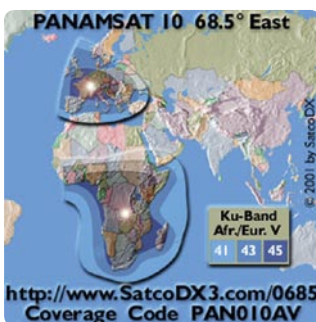 PANAMSAT 10 68.5° East
© 2001 by SatcoDX
Ku-Band
Afr./Eur. V
41 43 45
http://www.SatcoDX3.com/0685
Coverage Code PAN010AV